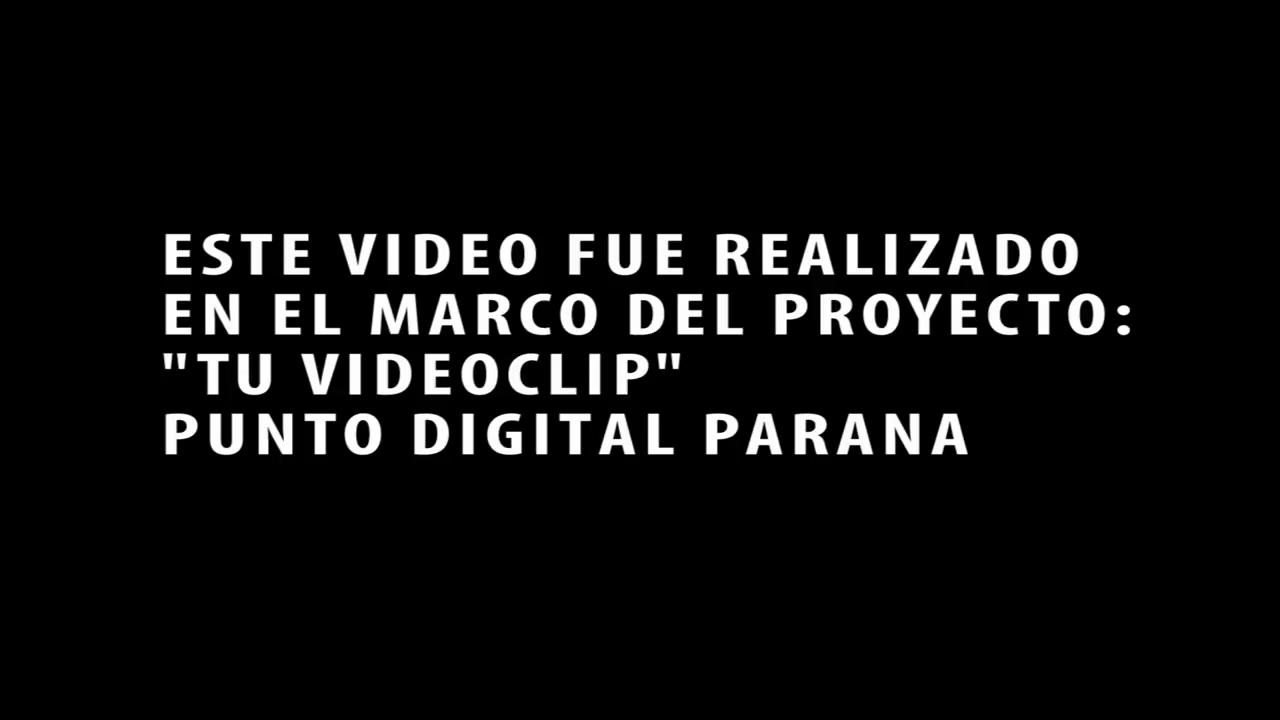 ESTE VIDEO FUE REALIZADO
EN EL MARCO DEL PROYECTO:
"TU VIDEOCLIP"
PUNTO DIGITAL PARANA